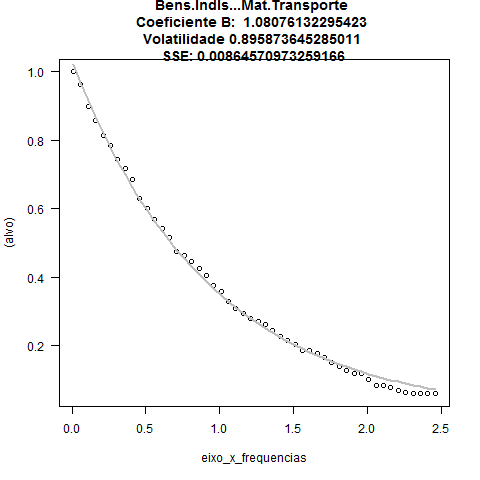 Bens.Indis...Mat.Transporte
Coeficiente B:  1.08076132295423
Volatilidade 0.895873645285011
SSE: 0.00864570973259166
1.0
0.8
0.6
0.4
0.2
(alvo)
0.0 0.5 1.0 1.5 2.0 2.5
eixo_x_frequencias